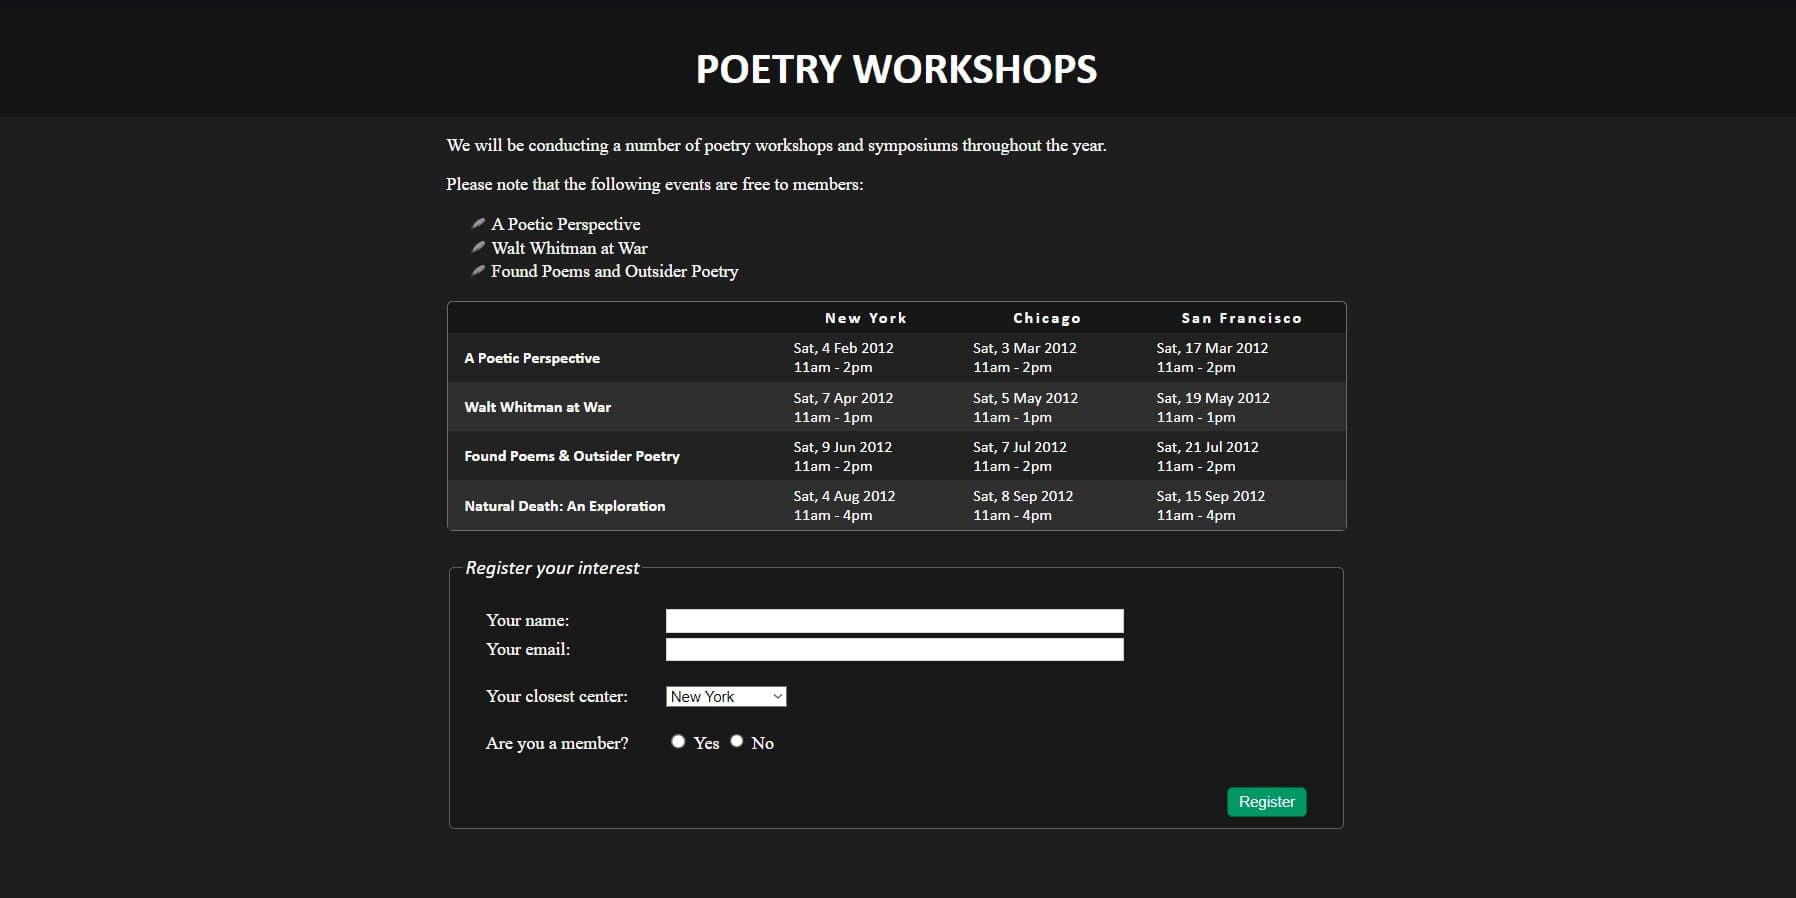 POETRY WORKSHOPS
We will be conducting a number of poetry workshops and symposiums throughout the year.
Please note that the following events are free to members:
A Poetic Perspective
Walt Whitman at War
Found Poems and Outsider Poetry
New York Chicago San Francisco
A Poetic Perspective
Sat, 4 Feb 2012
11am - 2pm
Sat, 3 Mar 2012
11am - 2pm
Sat, 17 Mar 2012
11am - 2pm
Walt Whitman at War
Sat, 7 Apr 2012
11am - 1pm
Sat, 5 May 2012
11am - 1pm
Sat, 19 May 2012
11am - 1pm
Found Poems & Outsider Poetry
Sat, 9 Jun 2012
11am - 2pm
Sat, 7 Jul 2012
11am - 2pm
Sat, 21 Jul 2012
11am - 2pm
Natural Death: An Exploration
Sat, 4 Aug 2012
11am - 4pm
Sat, 8 Sep 2012
11am - 4pm
Sat, 15 Sep 2012
11am - 4pm
Register your interest
Your name:
Your email:
Your closest center: New York
Are you a member? Yes No
Register